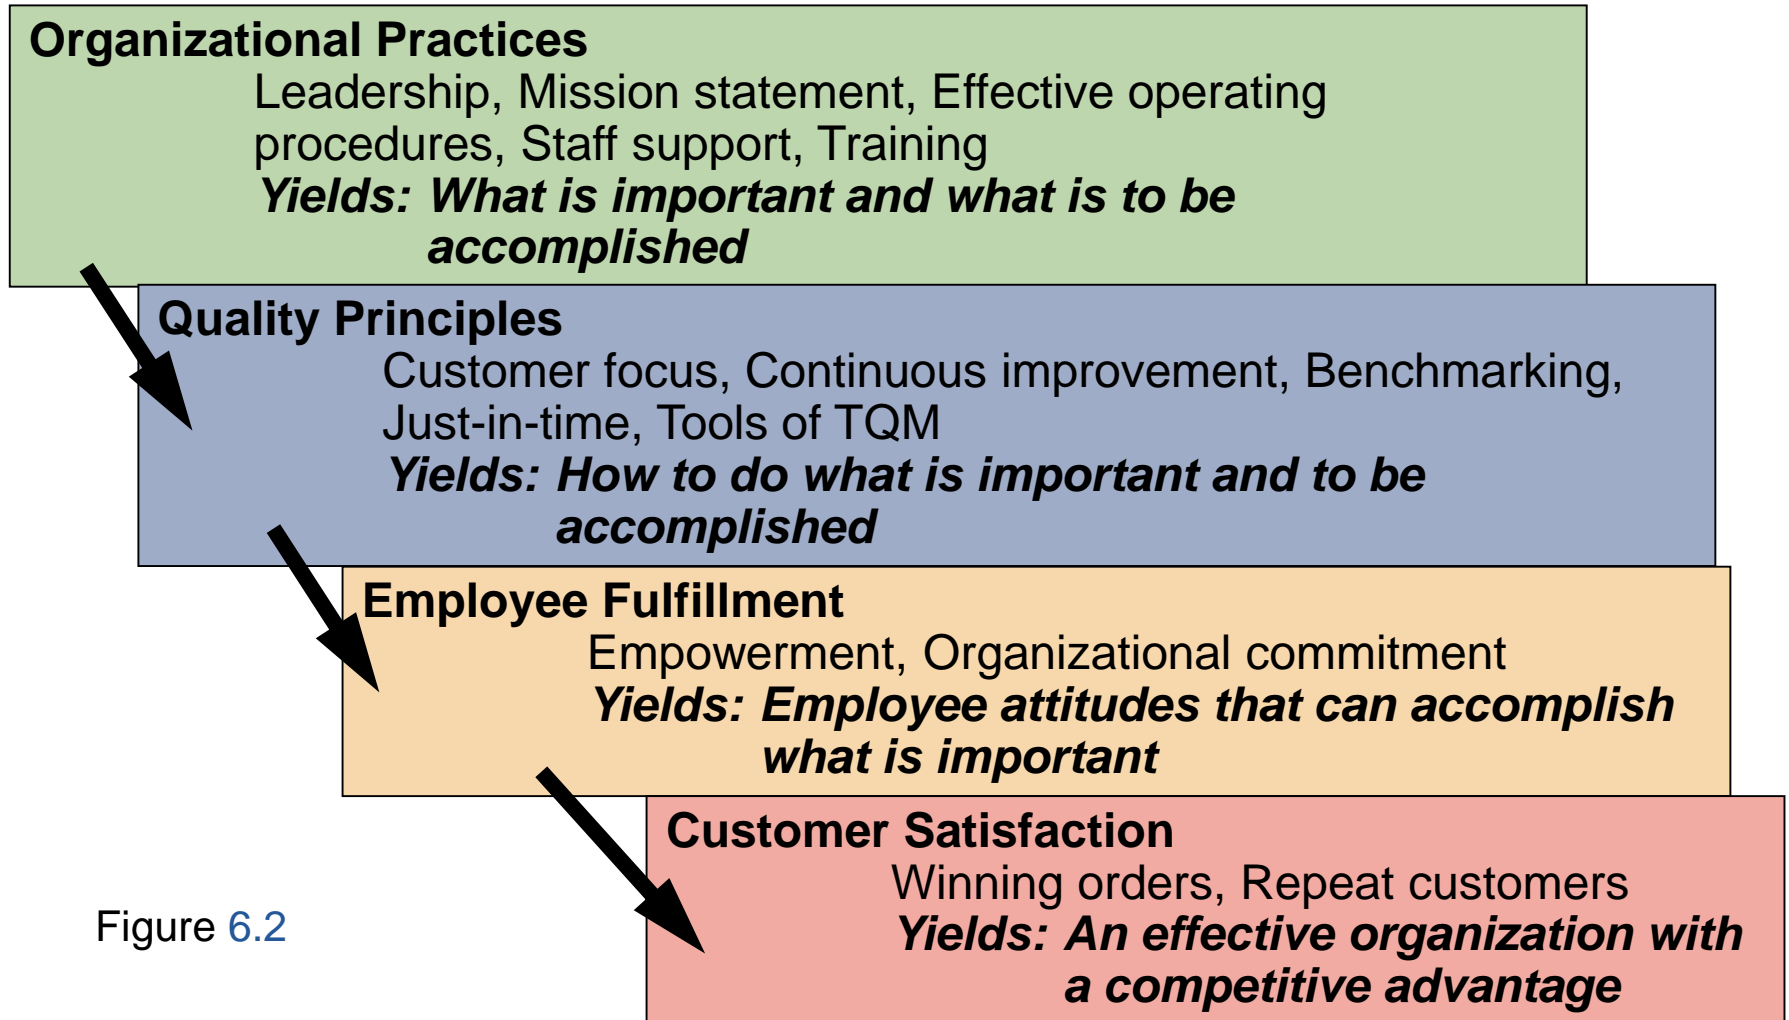 Organizational Practices
Leadership, Mission statement, Effective operating
procedures, Staff support, Training
Yields: What is important and what is to be
accomplished
Quality Principles
Customer focus, Continuous improvement, Benchmarking,
Just-in-time, Tools of TQM
Yields: How to do what is important and to be
accomplished
Employee Fulfillment
Empowerment, Organizational commitment
Yields: Employee attitudes that can accomplish
what is important
Customer Satisfaction
Winning orders, Repeat customers
Yields: An effective organization with
a competitive advantage
Figure 6.2